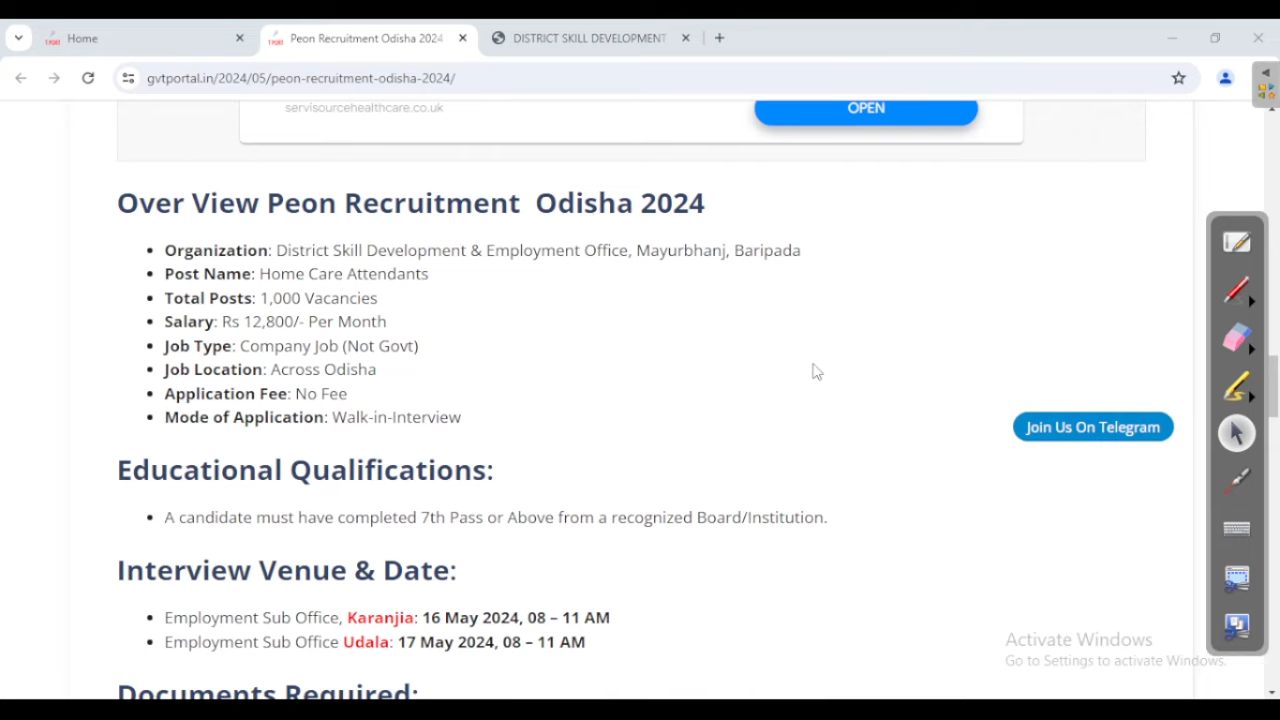 Home
Peon Recruitment Odisha 2024
DISTRICT SKILL DEVELOPMENT
gvtportal.in/2024/05/peon-recruitment-odisha-2024/
servisourcehealthcare.co.uk
OPEN
Over View Peon Recruitment Odisha 2024
• Organization: District Skill Development & Employment Office, Mayurbhanj, Baripada
• Post Name: Home Care Attendants
• Total Posts: 1,000 Vacancies
• Salary: Rs 12,800/- Per Month
• Job Type: Company Job (Not Govt)
• Job Location: Across Odisha
• Application Fee: No Fee
• Mode of Application: Walk-in-Interview
Join Us On Telegram
Educational Qualifications:
• A candidate must have completed 7th Pass or Above from a recognized Board/Institution.
Interview Venue & Date:
• Employment Sub Office, Karanjia: 16 May 2024, 08 – 11 AM
• Employment Sub Office Udala: 17 May 2024, 08 – 11 AM
Activate Windows
Go to Settings to activate Windows.
Documents Required: